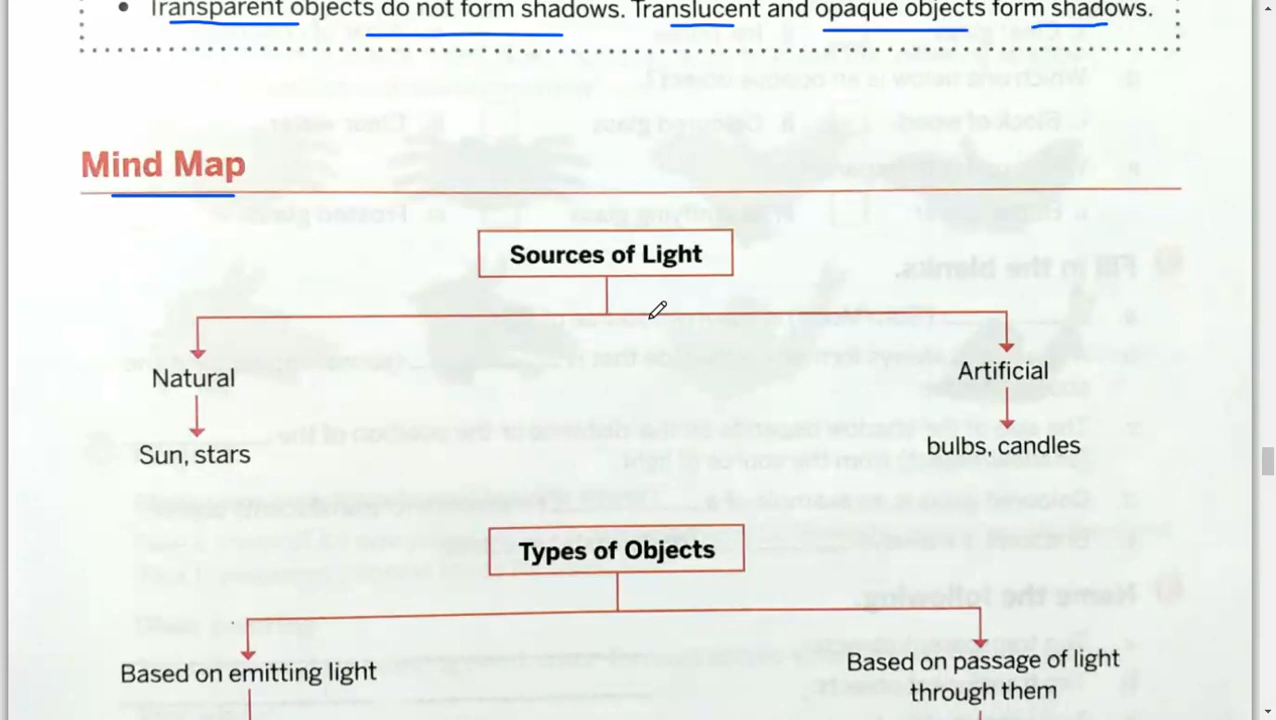 • Transparent objects do not form shadows. Translucent and opaque objects form shadows.
Mind Map
Sources of Light
Natural
Artificial
Sun, stars
bulbs, candles
Types of Objects
Based on emitting light
Based on passage of light
through them